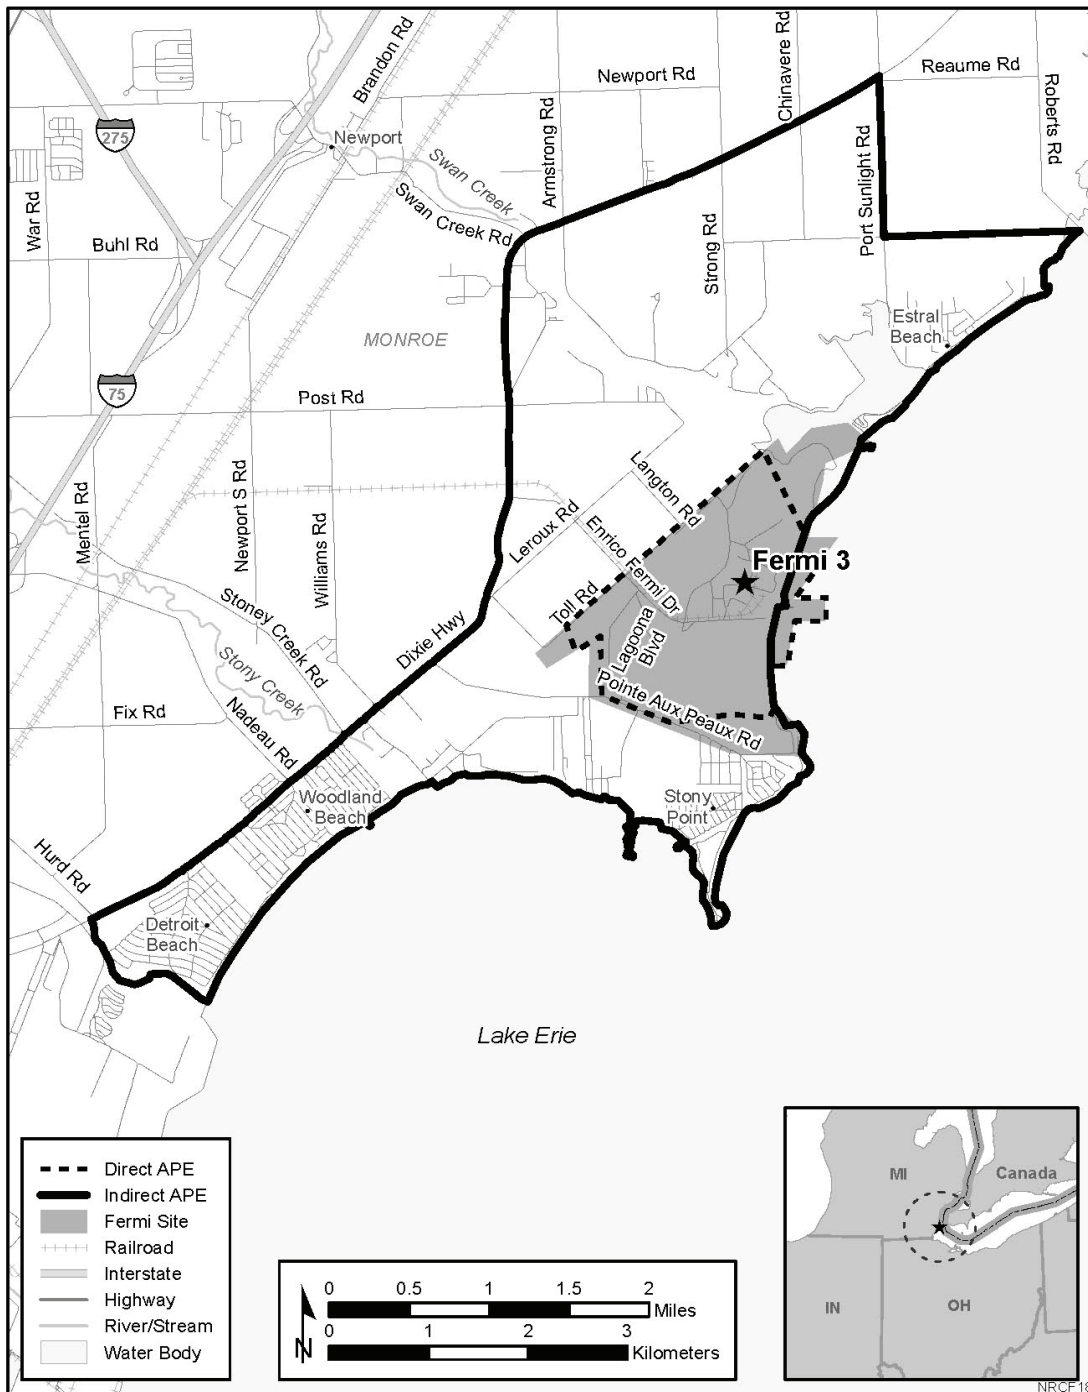 Brandon Rd
Newport Rd
Chinavere Rd
Reaume Rd
Roberts Rd
275
Newport
Armstrong Rd
Swan Creek
Port Sunlight Rd
War Rd
Swan Creek Rd
Buhl Rd
Strong Rd
Estral
Beach
MONROE
75
Post Rd
Langton Rd
Mentel Rd
Newport S Rd
Williams Rd
Leroux Rd
Enrico Fermi Dr
Fermi 3
Toll Rd
Stoney Creek Rd
Dixie Hwy
Lagoona
Blvd
Stony Creek
Pointe Aux Peaux Rd
Fix Rd
Nadeau Rd
Woodland
Beach
Stony
Point
Hurd Rd
Detroit
Beach
Lake Erie
Direct APE
Indirect APE
Fermi Site
Railroad
Interstate
Highway
River/Stream
Water Body
N
0 0.5 1 1.5 2
Miles
0 1 2 3
Kilometers
MI
Canada
IN
OH